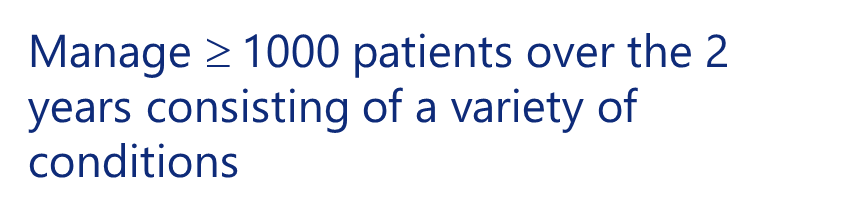 Manage ≥ 1000 patients over the 2
years consisting of a variety of
conditions